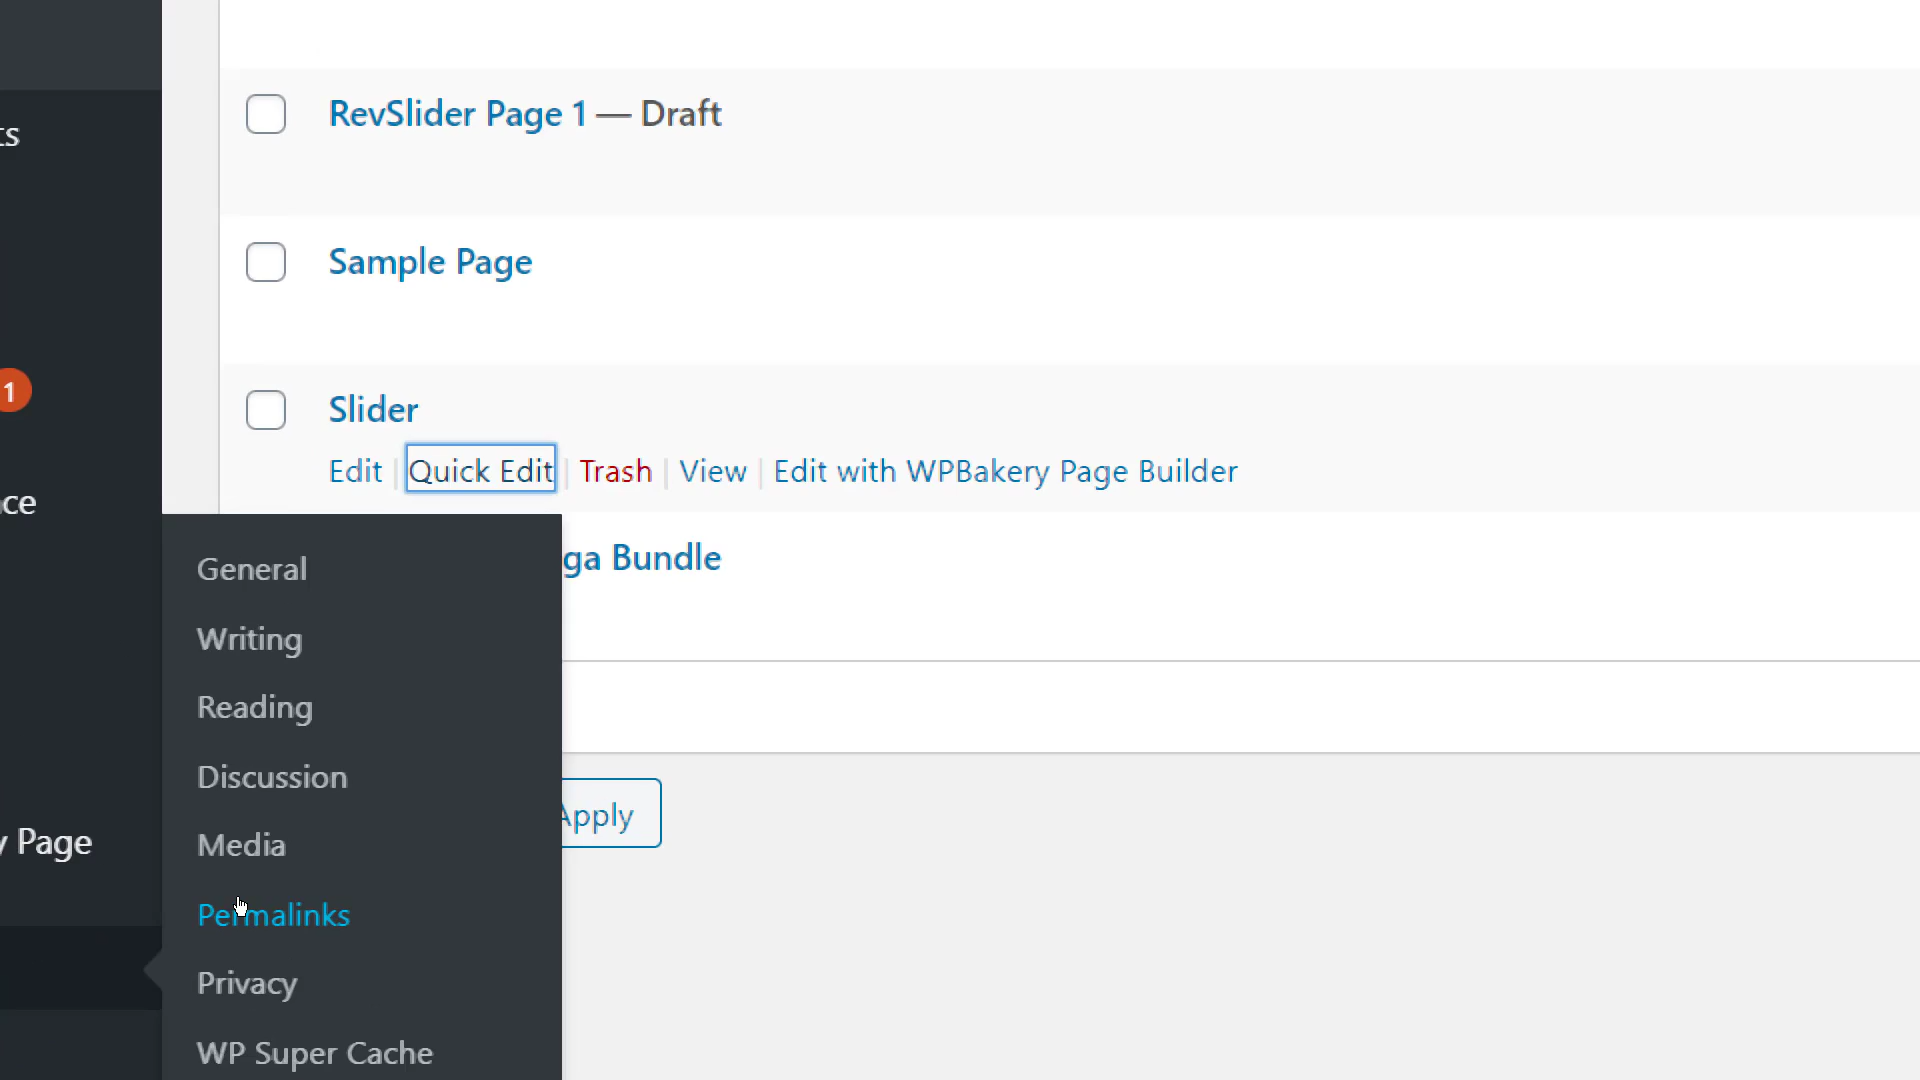 RevSlider Page 1 — Draft
Sample Page
Slider
Edit | Quick Edit | Trash | View | Edit with WPBakery Page Builder
ga Bundle
Apply
ts
1
ce
y Page
General
Writing
Reading
Discussion
Media
Permalinks
Privacy
WP Super Cache